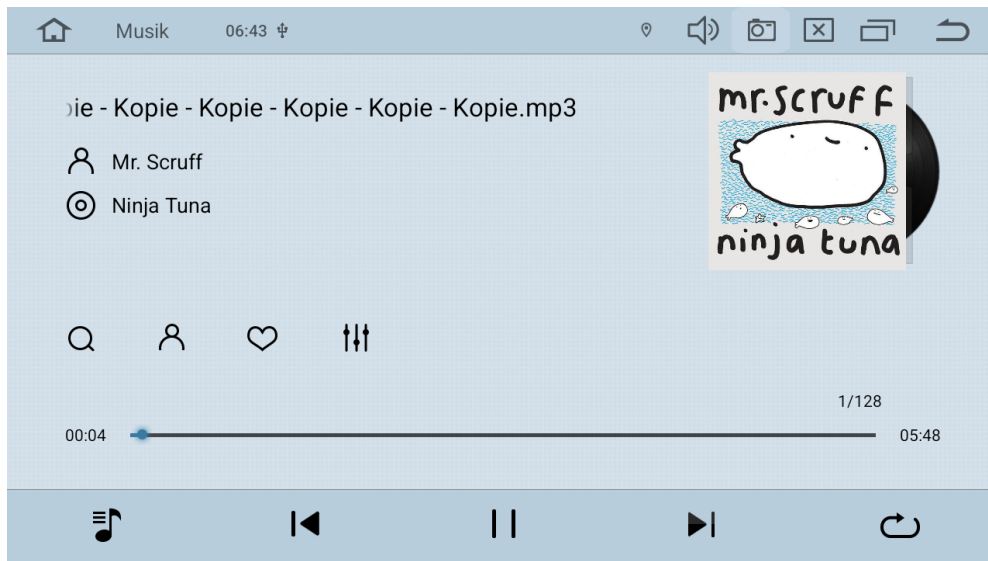 Musik 06:43
ie - Kopie - Kopie - Kopie - Kopie - Kopie.mp3
Mr. Scruff
Ninja Tuna
mr.scruff
ninja tuna
1/128
00:04 05:48